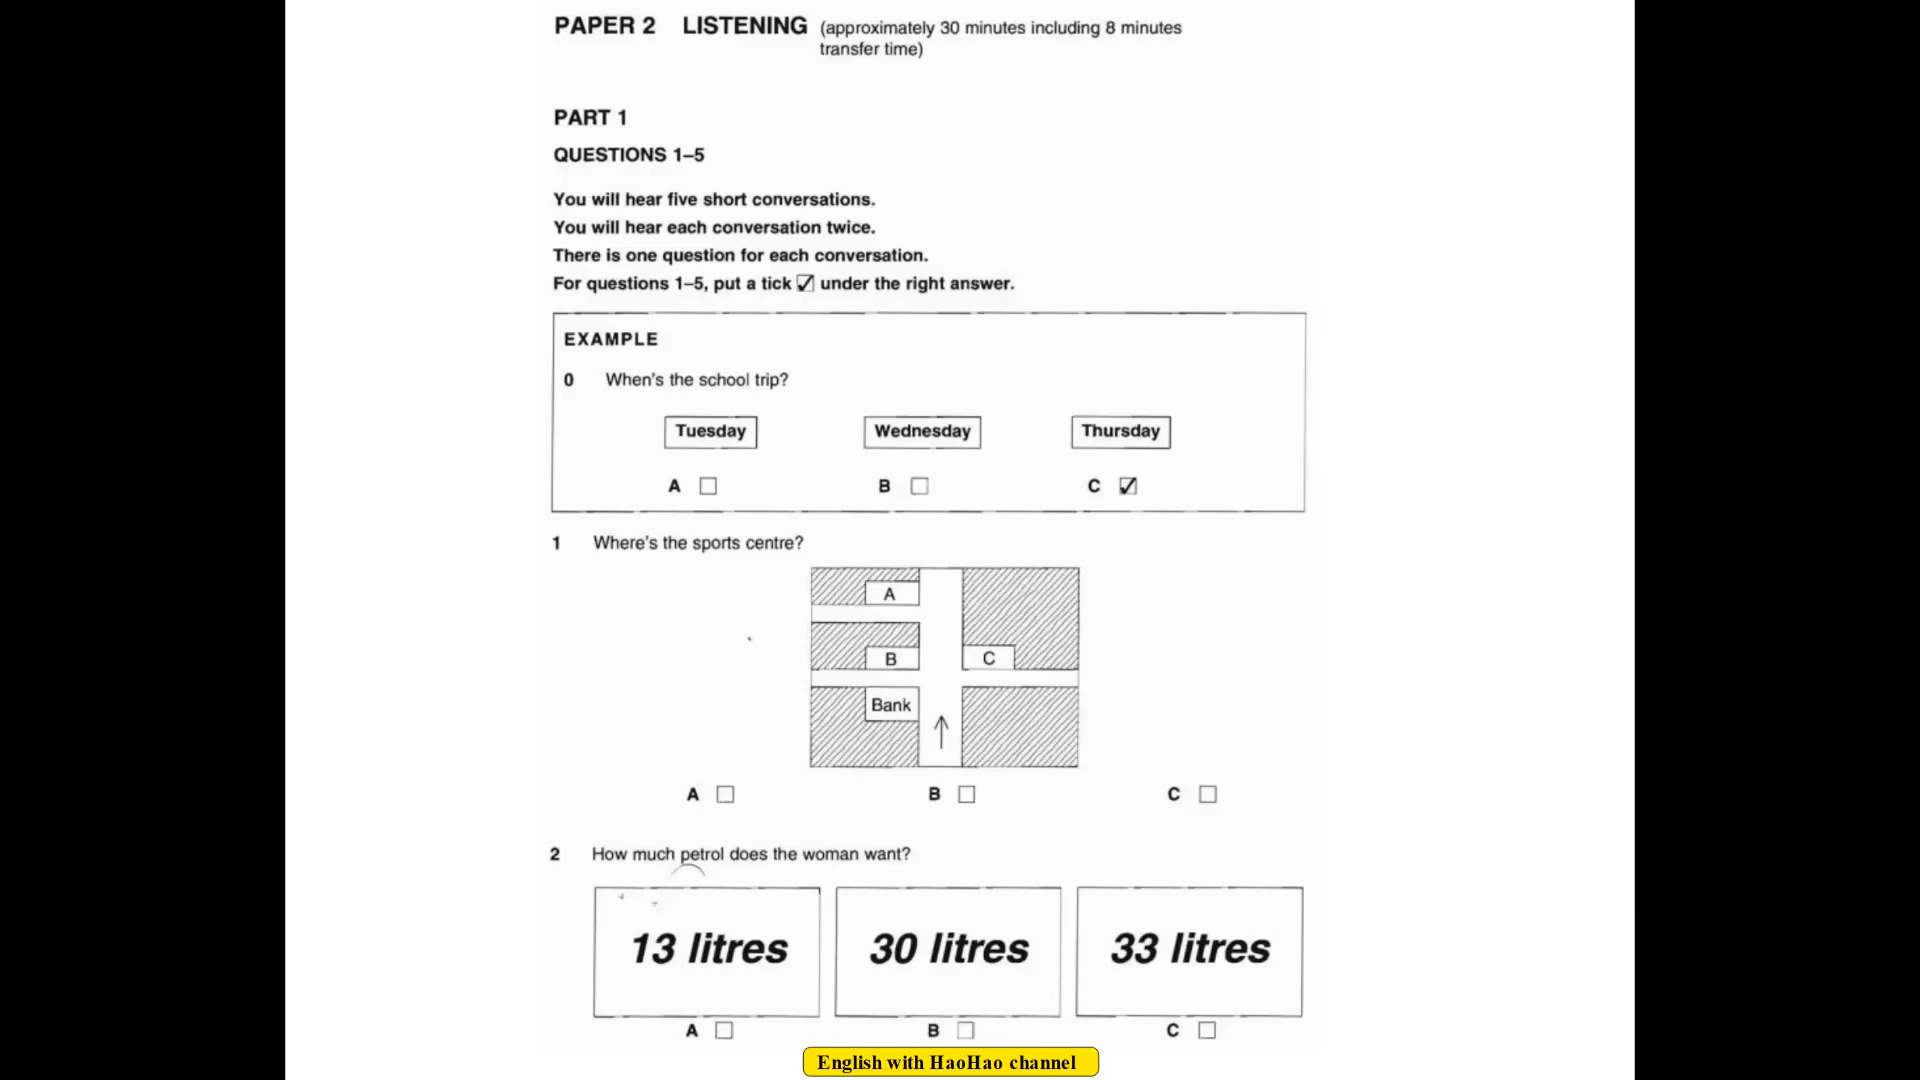 PAPER 2 LISTENING (approximately 30 minutes including 8 minutes
transfer time)
PART 1
QUESTIONS 1–5
You will hear five short conversations.
You will hear each conversation twice.
There is one question for each conversation.
For questions 1–5, put a tick ☑ under the right answer.
EXAMPLE
0 When's the school trip?
Tuesday Wednesday Thursday
A ☐ B ☐ C ☑
1 Where's the sports centre?
A
B C
Bank
A ☐ B ☐ C ☐
2 How much petrol does the woman want?
13 litres 30 litres 33 litres
A ☐ B ☐ C ☐
English with HaoHao channel